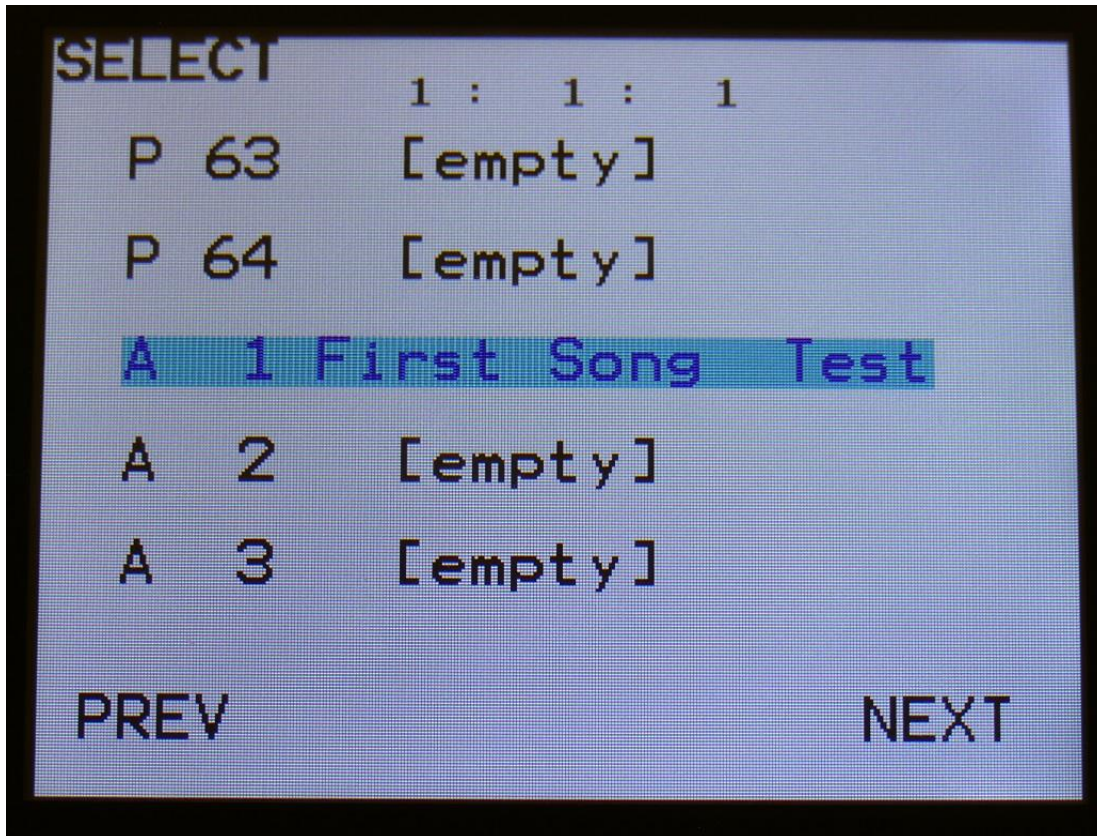 SELECT
1 : 1 : 1
P 63 [empty]
P 64 [empty]
A 1 First Song Test
A 2 [empty]
A 3 [empty]
PREV NEXT